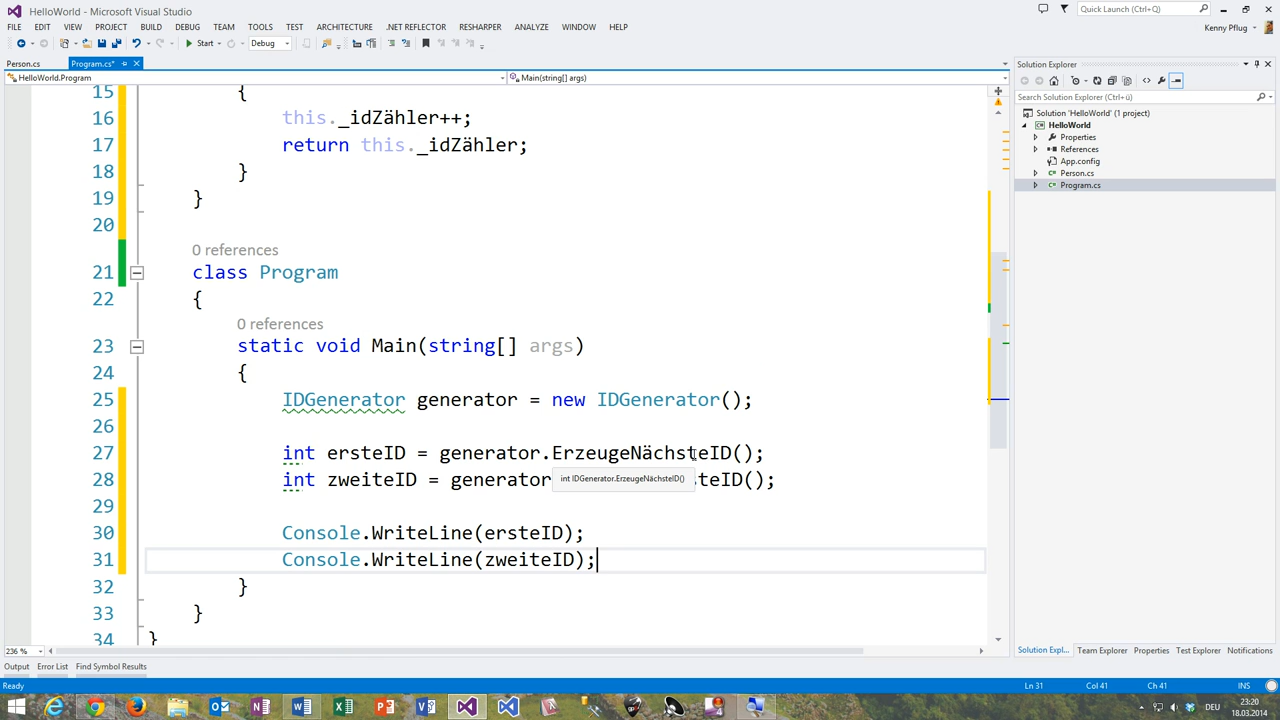 HelloWorld - Microsoft Visual Studio
Quick Launch (Ctrl+Q)
FILE EDIT VIEW PROJECT BUILD DEBUG TEAM TOOLS TEST ARCHITECTURE .NET REFLECTOR RESHARPER ANALYZE WINDOW HELP
Kenny Pflug
Start
Debug
Person.cs
Program.cs*
HelloWorld.Program
Main(string[] args)
15 {
16 this._idZähler++;
17 return this._idZähler;
18 }
19 }
20
0 references
21 class Program
22 {
0 references
23 static void Main(string[] args)
24 {
25 IDGenerator generator = new IDGenerator();
26
27 int ersteID = generator.ErzeugeNächsteID();
28 int zweiteID = generator steID();
int IDGenerator.ErzeugeNächsteID()
29
30 Console.WriteLine(ersteID);
31 Console.WriteLine(zweiteID);
32 }
33 }
34 }
236 %
Solution Explorer
Search Solution Explorer (Ctrl+ü)
Solution 'HelloWorld' (1 project)
HelloWorld
Properties
References
App.config
Person.cs
Program.cs
Solution Expl... Team Explorer Properties Test Explorer Notifications
Output Error List Find Symbol Results
Ready
Ln 31 Col 41 Ch 41 INS
DEU
23:20
18.03.2014